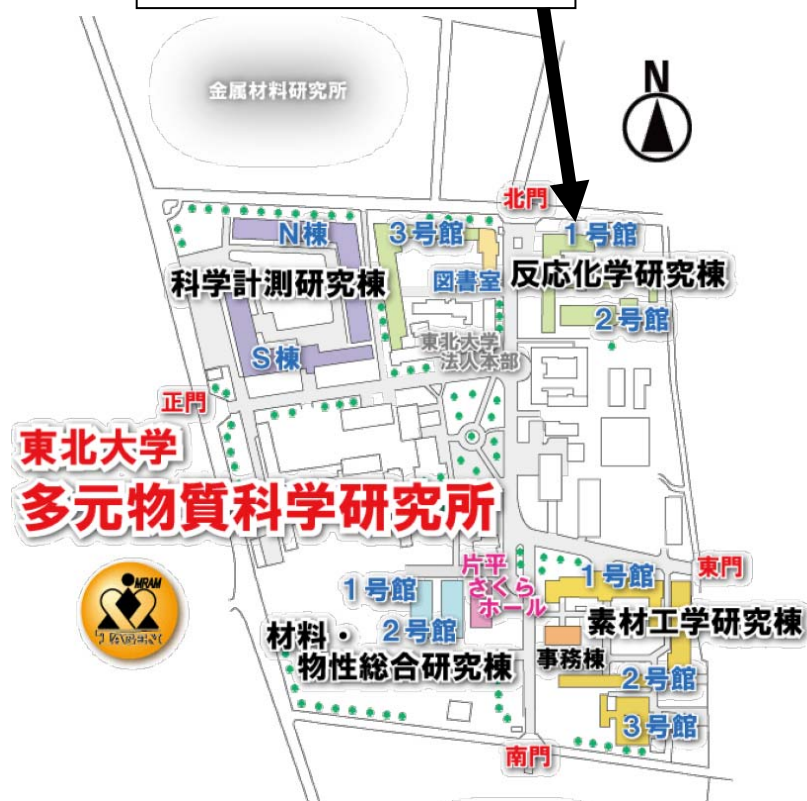 金属材料研究所
N
北門
N棟
3号館
1号館
科学計測研究棟
図書室
反応化学研究棟
2号館
東北大学
法人本部
S棟
正門
東北大学
多元物質科学研究所
片平
さくら
ホール
1号館
東門
IMRAM
1号館
2号館
素材工学研究棟
材料・
物性総合研究棟
事務棟
2号館
3号館
南門